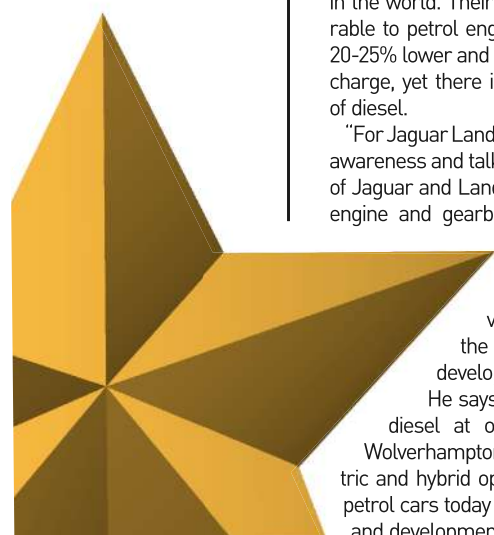 in the world. Their
rable to petrol eng
20-25% lower and
charge, yet there i
of diesel.
"For Jaguar Land
awareness and talk
of Jaguar and Land
engine and gearb
v
the
develo
He says
diesel at o
Wolverhampton
tric and hybrid op
petrol cars today
and development